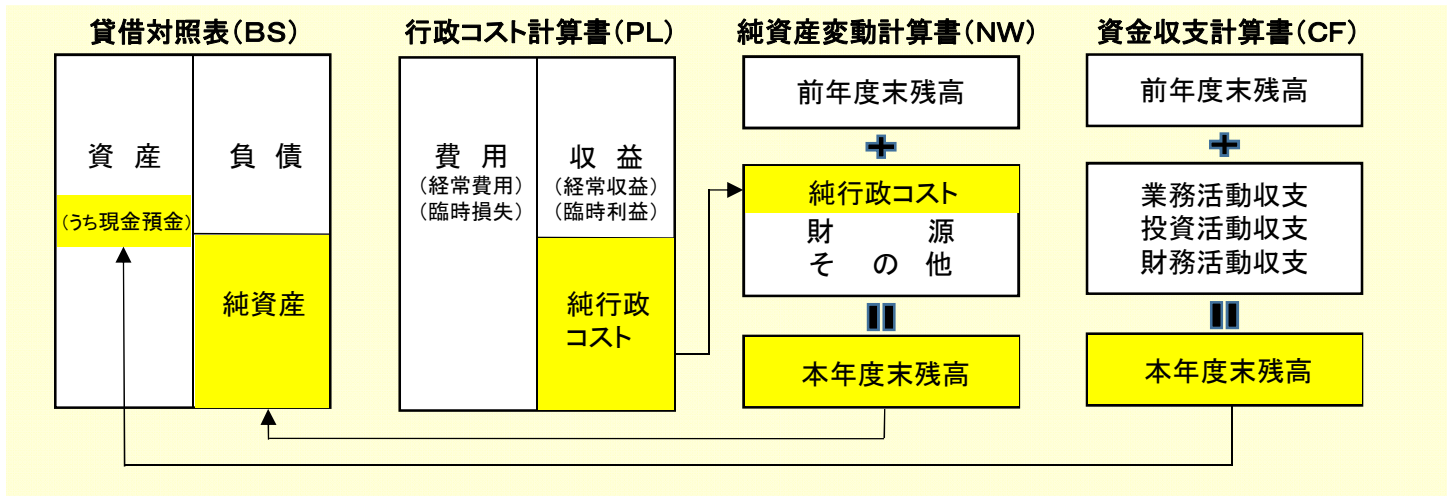 貸借対照表(BS)
資 産
(うち現金預金)
負 債
純資産
行政コスト計算書(PL)
費 用
(経常費用)
(臨時損失)
収 益
(経常収益)
(臨時利益)
純行政
コスト
純資産変動計算書(NW)
前年度末残高
+
純行政コスト
財 源
そ の 他
本年度末残高
資金収支計算書(CF)
前年度末残高
+
業務活動収支
投資活動収支
財務活動収支
本年度末残高